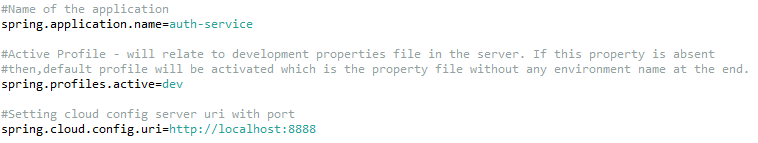 #Name of the application
spring.application.name=auth-service
#Active Profile - will relate to development properties file in the server. If this property is absent
#then,default profile will be activated which is the property file without any environment name at the end.
spring.profiles.active=dev
#Setting cloud config server uri with port
spring.cloud.config.uri=http://localhost:8888